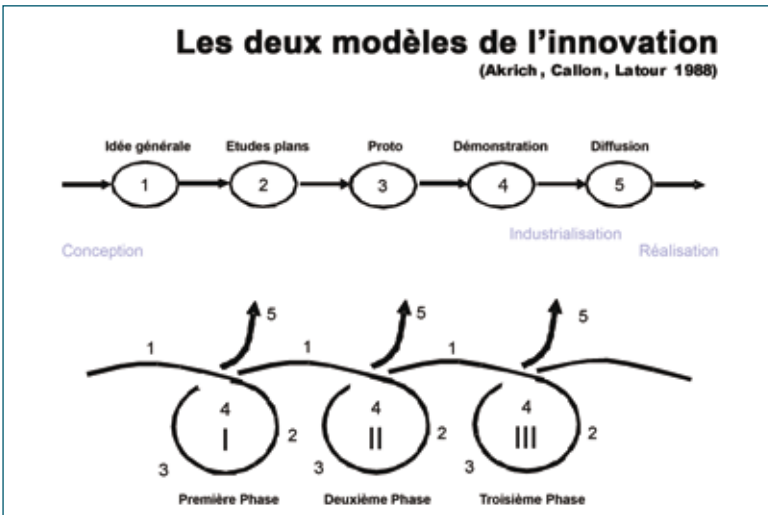 Les deux modèles de l'innovation
(Akrich, Callon, Latour 1988)
Idée générale Etudes plans Proto Démonstration Diffusion
1 2 3 4 5
Industrialisation
Conception Réalisation
5 5 5
1 1 1
4 4 4
I II III
2 2 2
3 3 3
Première Phase Deuxième Phase Troisième Phase